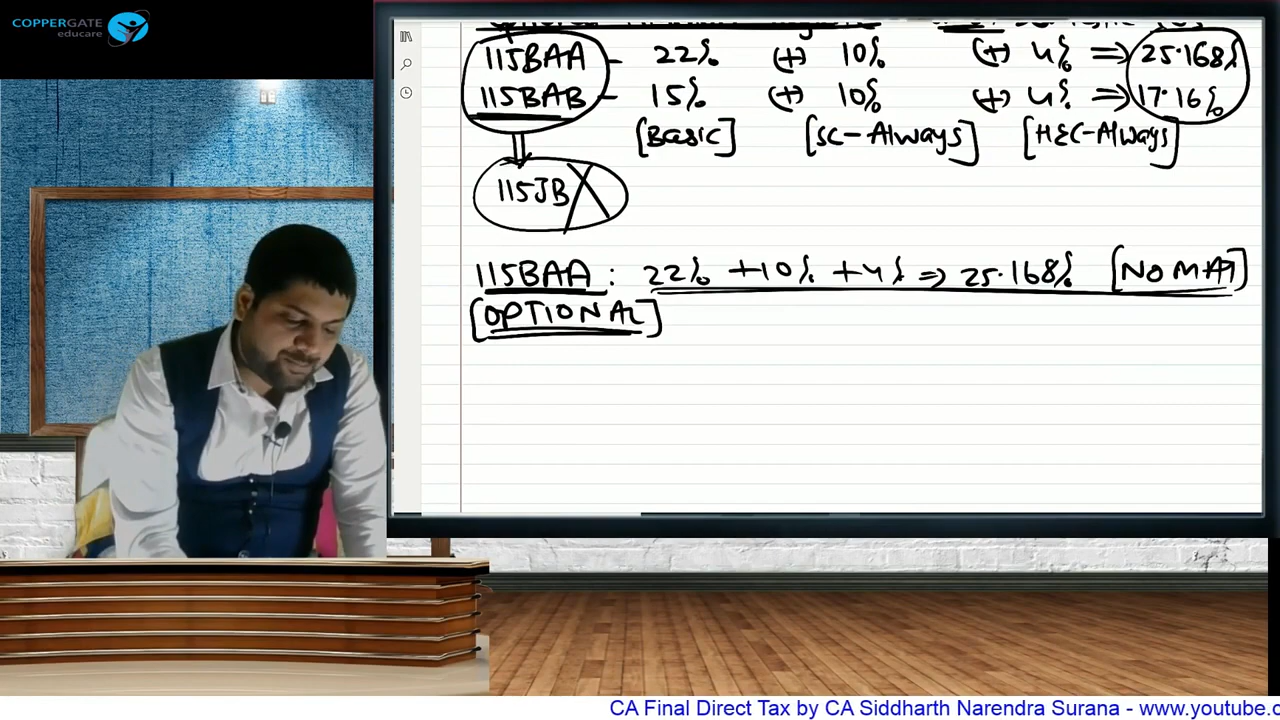 COPPERGATE
educare
115BAA - 22% (+) 10% (+) 4% ⇒ 25.168%
115BAB - 15% (+) 10% (+) 4% ⇒ 17.16%
[Basic] [SC-Always] [HEC-Always]
115JB
115BAA : 22% +10% +4% ⇒ 25.168% [NO MAT]
[OPTIONAL]
CA Final Direct Tax by CA Siddharth Narendra Surana - www.youtube.c